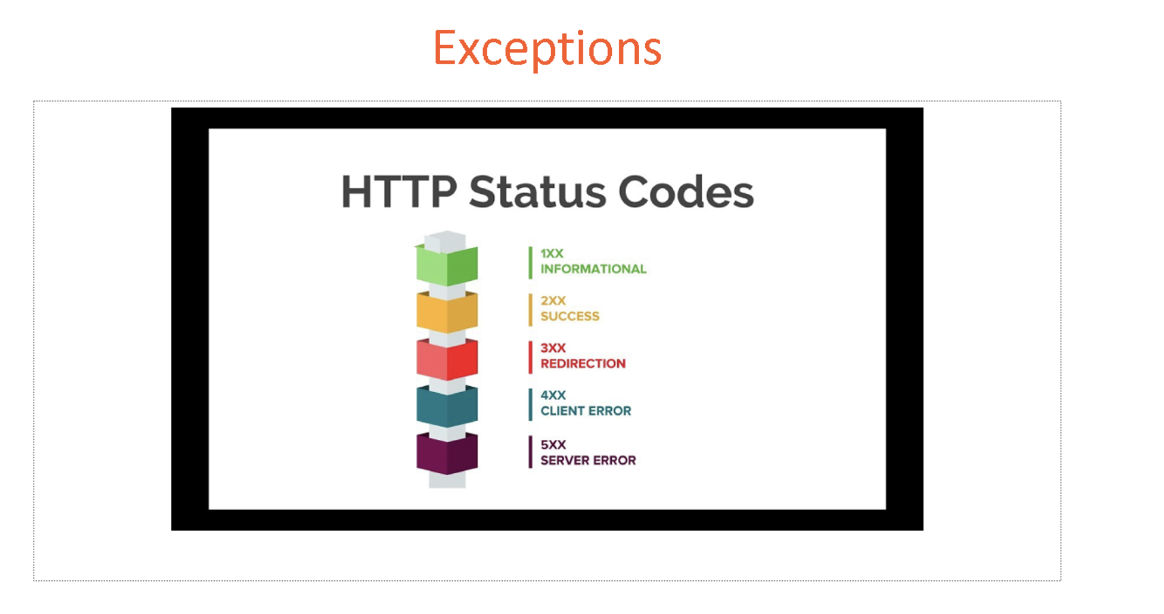 Exceptions
HTTP Status Codes
1XX
INFORMATIONAL
2XX
SUCCESS
3XX
REDIRECTION
4XX
CLIENT ERROR
5XX
SERVER ERROR